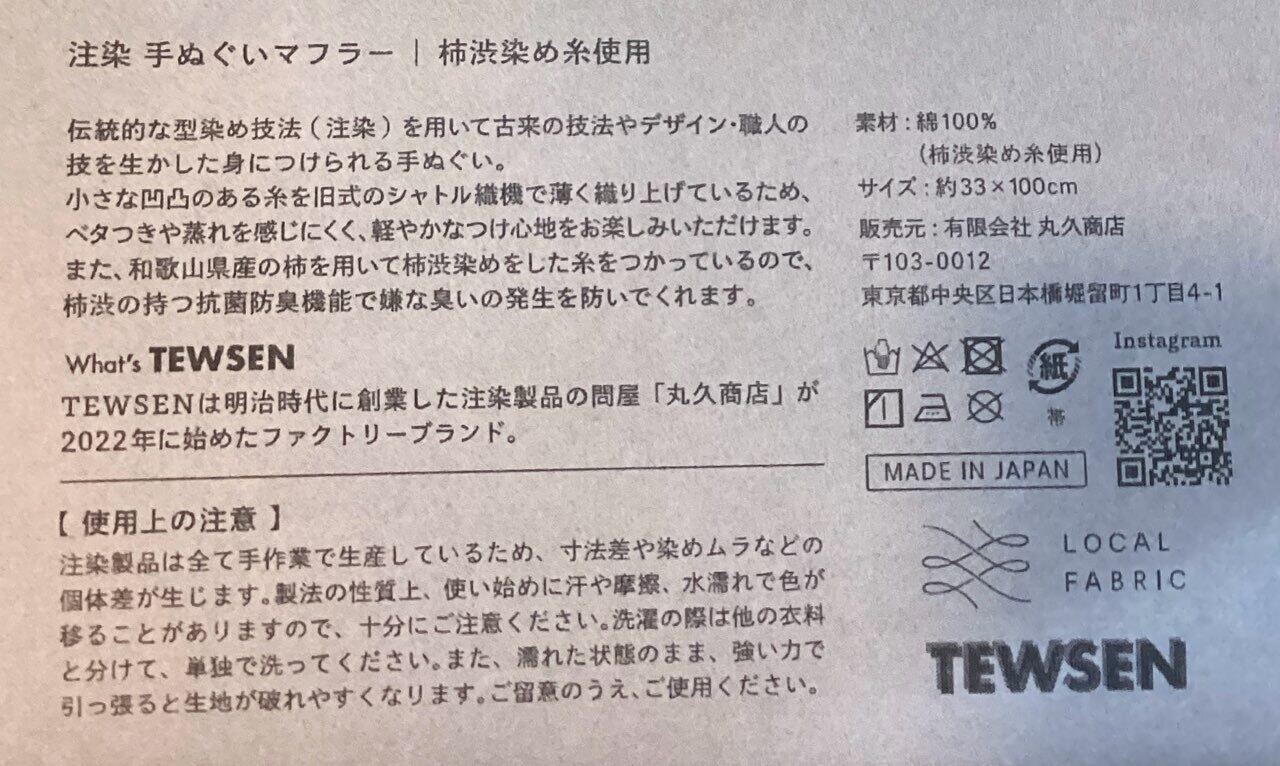 注染 手ぬぐいマフラー｜柿渋染め糸使用
伝統的な型染め技法（注染）を用いて古来の技法やデザイン・職人の
技を生かした身につけられる手ぬぐい。
小さな凹凸のある糸を旧式のシャトル織機で薄く織り上げているため、
ベタつきや蒸れを感じにくく、軽やかなつけ心地をお楽しみいただけます。
また、和歌山県産の柿を用いて柿渋染めをした糸をつかっているので、
柿渋の持つ抗菌防臭機能で嫌な臭いの発生を防いでくれます。
What's TEWSEN
TEWSENは明治時代に創業した注染製品の問屋「丸久商店」が
2022年に始めたファクトリーブランド。
【 使用上の注意 】
注染製品は全て手作業で生産しているため、寸法差や染めムラなどの
個体差が生じます。製法の性質上、使い始めに汗や摩擦、水濡れで色が
移ることがありますので、十分にご注意ください。洗濯の際は他の衣料
と分けて、単独で洗ってください。また、濡れた状態のまま、強い力で
引っ張ると生地が破れやすくなります。ご留意のうえ、ご使用ください。
素材：綿100%
（柿渋染め糸使用）
サイズ：約33×100cm
販売元：有限会社 丸久商店
〒103-0012
東京都中央区日本橋堀留町1丁目4-1
紙
帯
Instagram
MADE IN JAPAN
LOCAL
FABRIC
TEWSEN